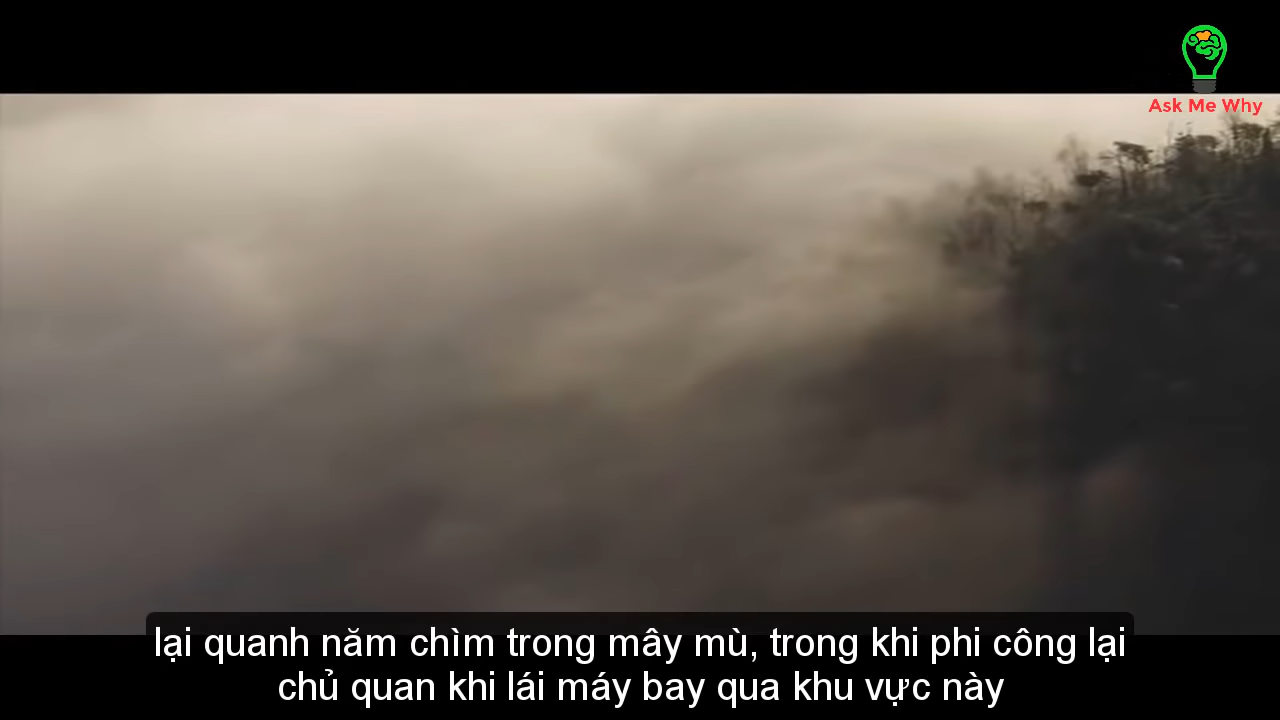 Ask Me Why
lại quanh năm chìm trong mây mù, trong khi phi công lại
chủ quan khi lái máy bay qua khu vực này